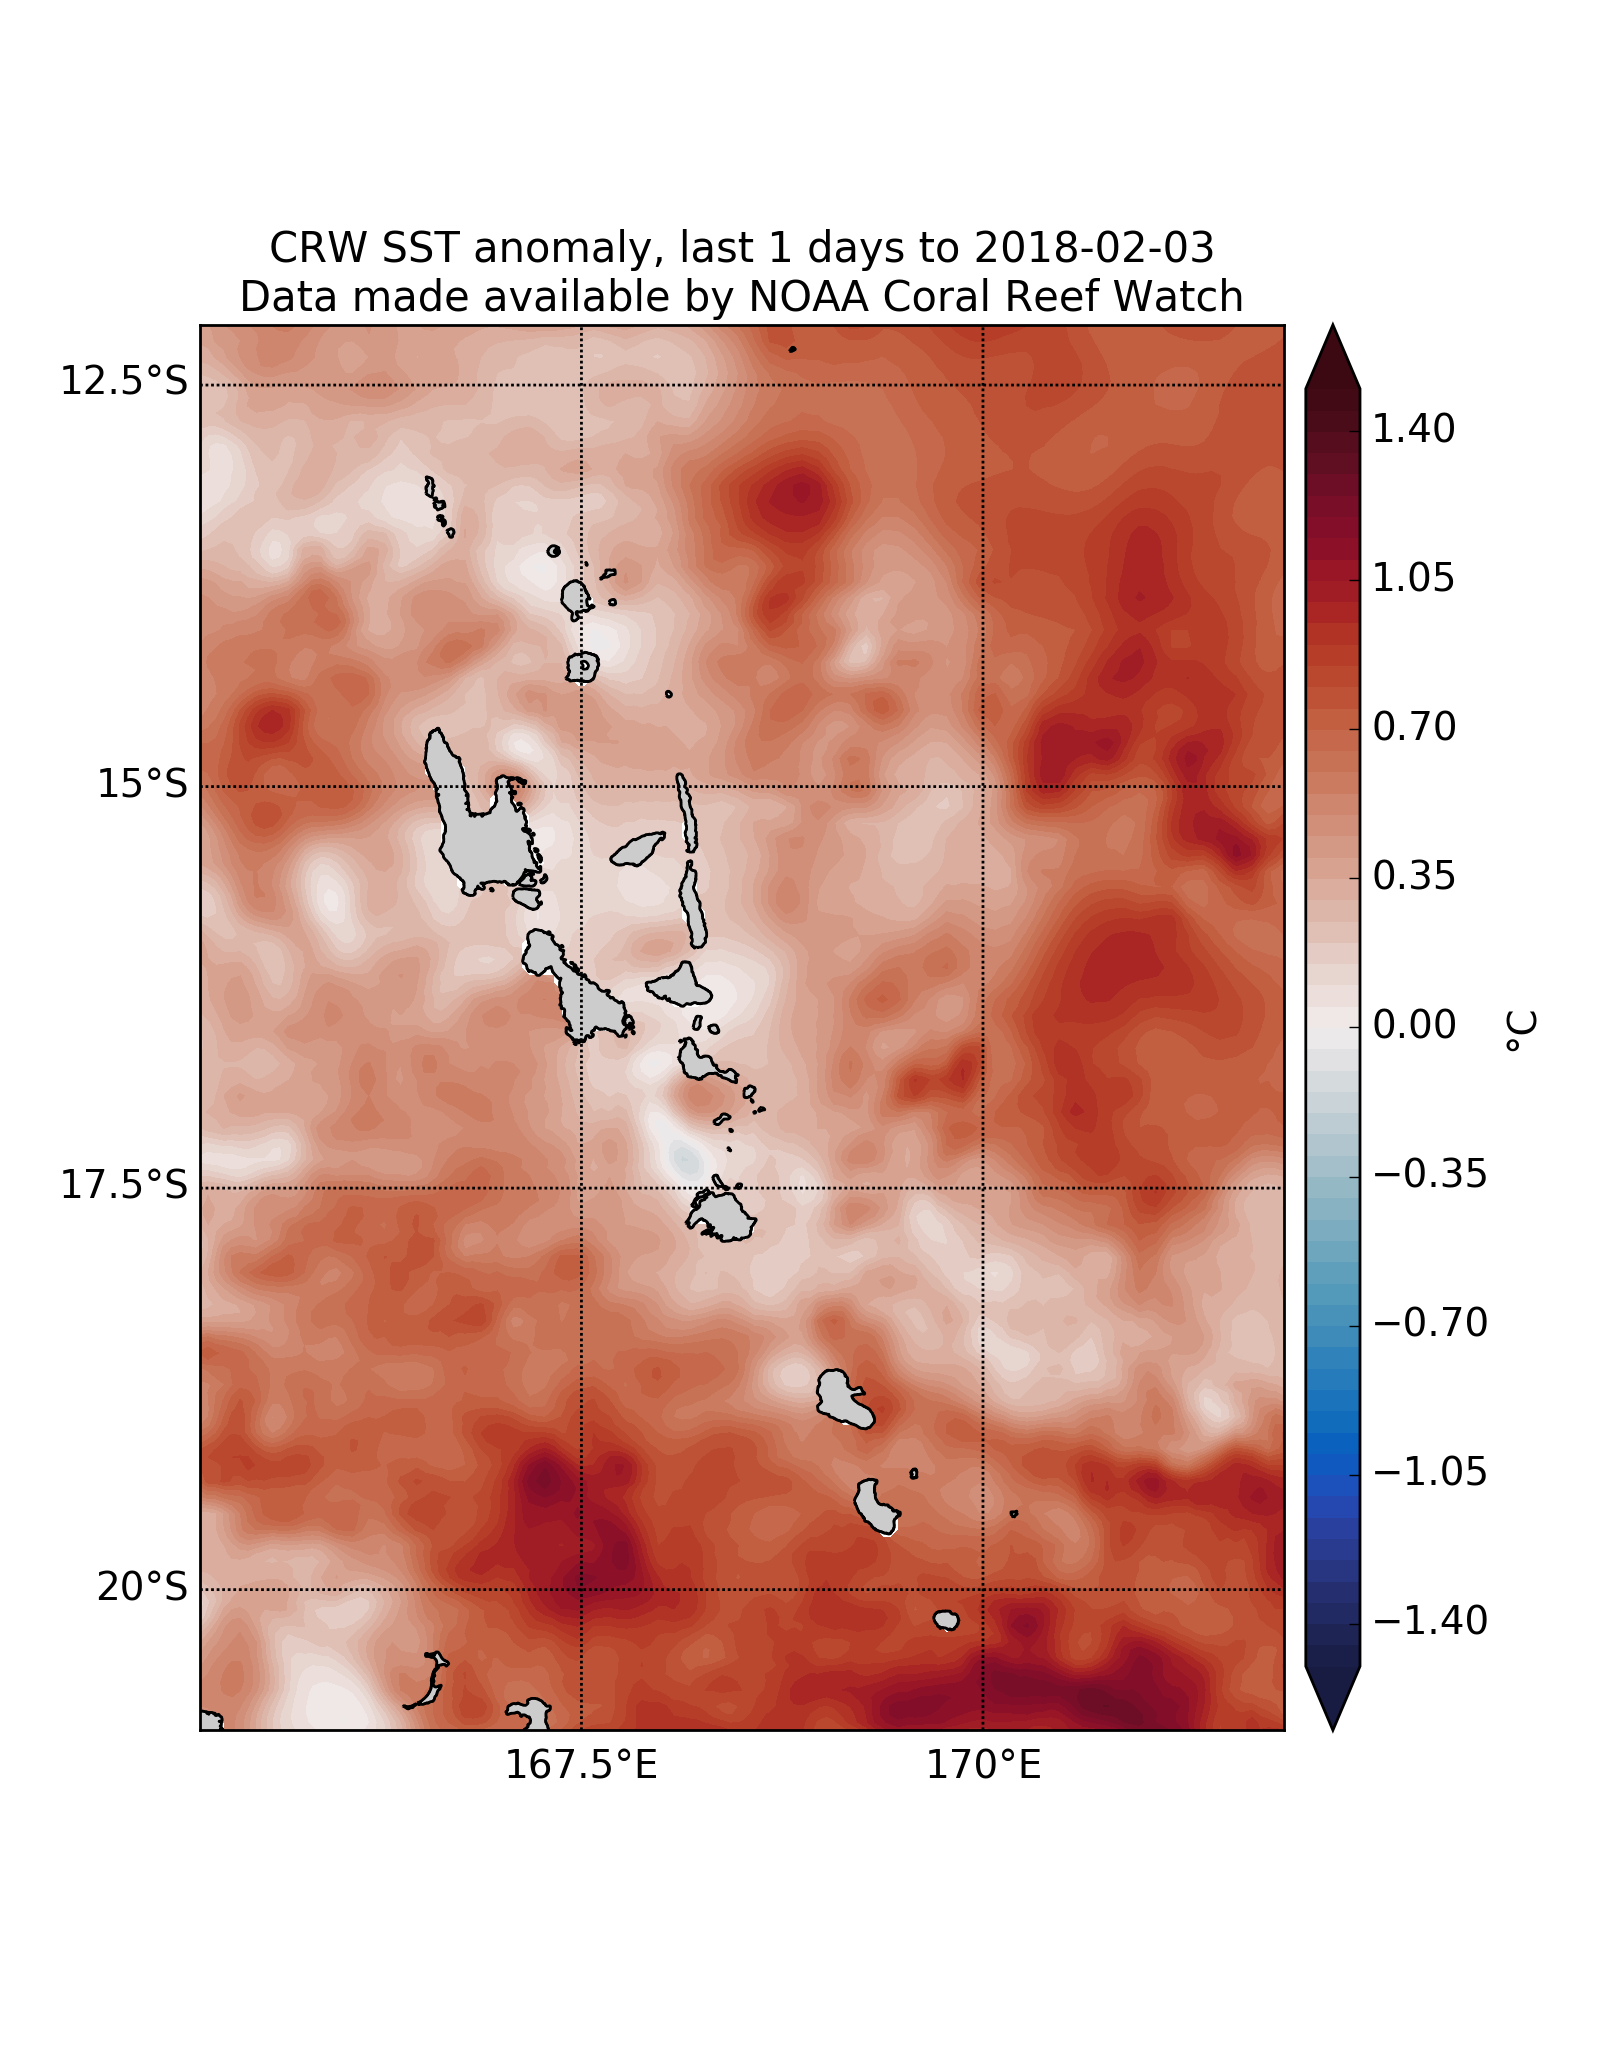 CRW SST anomaly, last 1 days to 2018-02-03
Data made available by NOAA Coral Reef Watch
12.5°S
15°S
17.5°S
20°S
167.5°E
170°E
1.40
1.05
0.70
0.35
0.00
−0.35
−0.70
−1.05
−1.40
°C